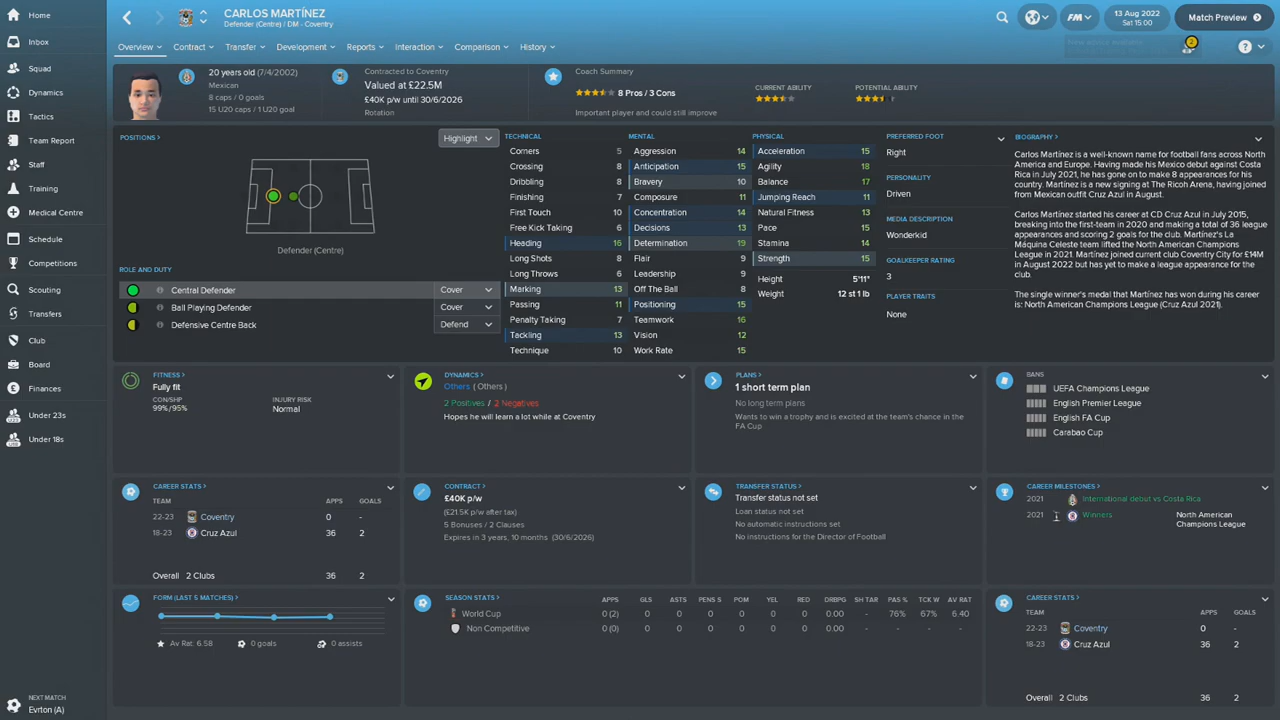 Home
Inbox
Squad
Dynamics
Tactics
Team Report
Staff
Training
Medical Centre
Schedule
Competitions
Scouting
Transfers
Club
Board
Finances
Under 23s
Under 18s
NEXT MATCH
Evrton (A)
CARLOS MARTÍNEZ
Defender (Centre) / DM - Coventry
FM
13 Aug 2022
Sat 15:00
Match Preview
Overview
Contract
Transfer
Development
Reports
Interaction
Comparison
History
2
?
20 years old (7/4/2002)
Mexican
8 caps / 0 goals
15 U20 caps / 1 U20 goal
Contracted to Coventry
Valued at £22.5M
£40K p/w until 30/6/2026
Rotation
Coach Summary
8 Pros / 3 Cons
Important player and could still improve
CURRENT ABILITY
POTENTIAL ABILITY
POSITIONS >
Highlight
Defender (Centre)
ROLE AND DUTY
Central Defender Cover
Ball Playing Defender Cover
Defensive Centre Back Defend
TECHNICAL
Corners 5
Crossing 8
Dribbling 8
Finishing 7
First Touch 10
Free Kick Taking 6
Heading 16
Long Shots 8
Long Throws 6
Marking 13
Passing 11
Penalty Taking 7
Tackling 13
Technique 10
MENTAL
Aggression 14
Anticipation 15
Bravery 10
Composure 11
Concentration 14
Decisions 13
Determination 19
Flair 9
Leadership 9
Off The Ball 8
Positioning 15
Teamwork 16
Vision 12
Work Rate 15
PHYSICAL
Acceleration 15
Agility 18
Balance 17
Jumping Reach 11
Natural Fitness 13
Pace 15
Stamina 14
Strength 15
Height 5'11"
Weight 12 st 1 lb
PREFERRED FOOT
Right
PERSONALITY
Driven
MEDIA DESCRIPTION
Wonderkid
GOALKEEPER RATING
3
PLAYER TRAITS
None
BIOGRAPHY >
Carlos Martínez is a well-known name for football fans across North
America and Europe. Having made his Mexico debut against Costa
Rica in July 2021, he has gone on to make 8 appearances for his
country. Martínez is a new signing at The Ricoh Arena, having joined
from Mexican outfit Cruz Azul in August.
Carlos Martínez started his career at CD Cruz Azul in July 2015,
breaking into the first-team in 2020 and making a total of 36 league
appearances and scoring 2 goals for the club. Martínez's La
Máquina Celeste team lifted the North American Champions
League in 2021. Martínez joined current club Coventry City for £14M
in August 2022 but has yet to make a league appearance for the
club.
The single winner's medal that Martínez has won during his career
is: North American Champions League (Cruz Azul 2021).
FITNESS >
Fully fit
CON/SHP
99%/95%
INJURY RISK
Normal
DYNAMICS >
Others ( Others )
2 Positives / 2 Negatives
Hopes he will learn a lot while at Coventry
PLANS >
1 short term plan
No long term plans
Wants to win a trophy and is excited at the team's chance in the
FA Cup
BANS
UEFA Champions League
English Premier League
English FA Cup
Carabao Cup
CAREER STATS >
TEAM APPS GOALS
22-23 Coventry 0 -
18-23 Cruz Azul 36 2
Overall 2 Clubs 36 2
CONTRACT >
£40K p/w
(£21.5K p/w after tax)
5 Bonuses / 2 Clauses
Expires in 3 years, 10 months (30/6/2026)
TRANSFER STATUS >
Transfer status not set
Loan status not set
No automatic instructions set
No instructions for the Director of Football
CAREER MILESTONES >
2021 International debut vs Costa Rica
2021 Winners North American
Champions League
FORM (LAST 5 MATCHES) >
Av Rat: 6.58 0 goals 0 assists
SEASON STATS > APPS GLS ASTS PENS S POM YEL RED DRBPG SH TAR PAS % TCK W AV RAT
World Cup 0 (2) 0 0 0 0 0 0 0.00 - 76% 67% 6.40
Non Competitive 0 (0) 0 0 0 0 0 0 0.00 - - - -
CAREER STATS >
TEAM APPS GOALS
22-23 Coventry 0 -
18-23 Cruz Azul 36 2
Overall 2 Clubs 36 2